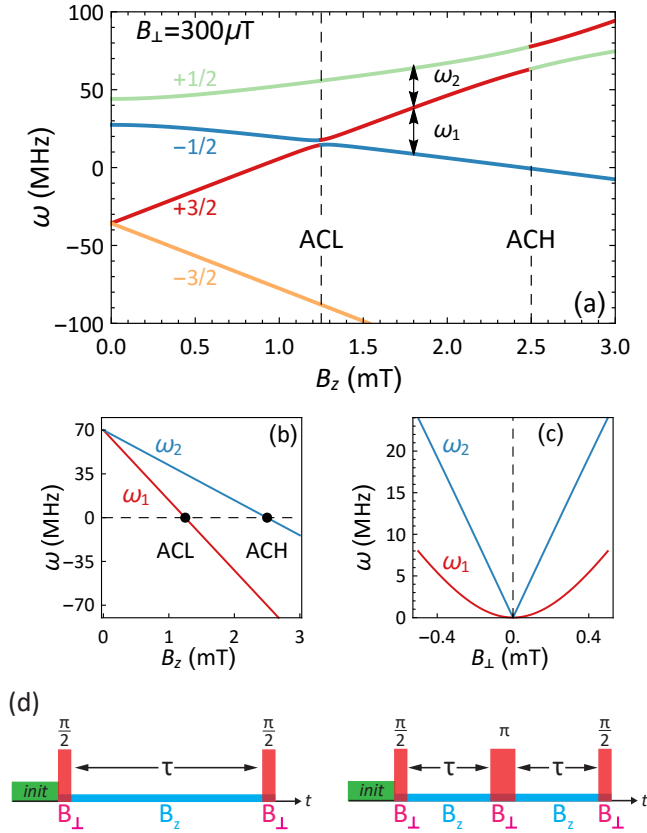 B⊥=300μT
100
50
0
−50
−100
ω (MHz)
+1/2
−1/2
+3/2
−3/2
ω₂
ω₁
ACL
ACH
(a)
0.0 0.5 1.0 1.5 2.0 2.5 3.0
B_z (mT)
(b)
70
35
0
−35
−70
ω (MHz)
ω₂
ω₁
ACL
ACH
0 1 2 3
B_z (mT)
(c)
20
15
10
5
0
ω (MHz)
ω₂
ω₁
−0.4 0. 0.4
B⊥ (mT)
(d)
π/2 π/2
τ
init
t
B⊥ B_z B⊥
π/2 π π/2
τ τ
init
t
B⊥ B_z B⊥ B_z B⊥